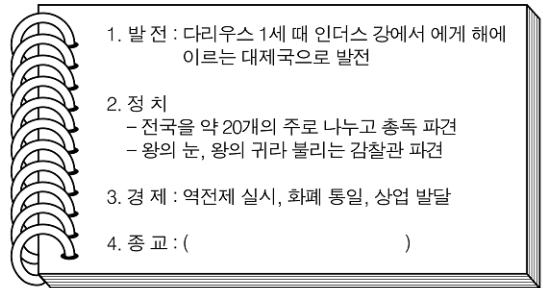 1. 발 전 : 다리우스 1세 때 인더스 강에서 에게 해에
이르는 대제국으로 발전
2. 정 치
– 전국을 약 20개의 주로 나누고 총독 파견
– 왕의 눈, 왕의 귀라 불리는 감찰관 파견
3. 경 제 : 역전제 실시, 화폐 통일, 상업 발달
4. 종 교 : ( )